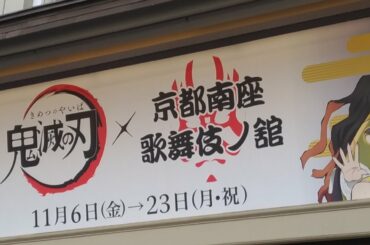 きめつのやいば
鬼滅の刃
×
京都南座
歌舞伎ノ舘
11月6日(金)→23日(月・祝)